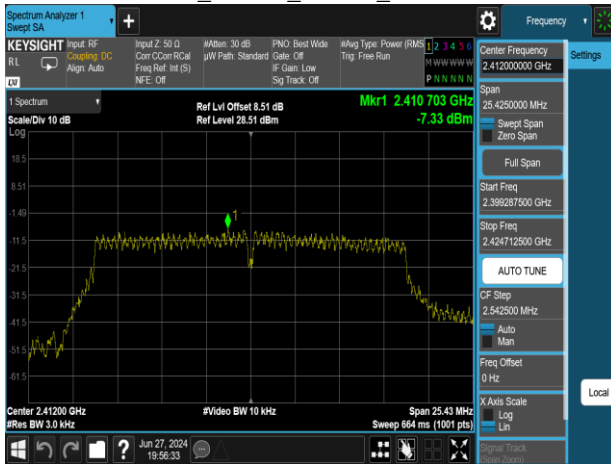 Spectrum Analyzer 1
Swept SA
+
Frequency
KEYSIGHT
RL
LXI
Input: RF
Coupling: DC
Align: Auto
Input Z: 50 Ω
Corr CCorr RCal
Freq Ref: Int (S)
NFE: Off
#Atten: 30 dB
µW Path: Standard
PNO: Best Wide
Gate: Off
IF Gain: Low
Sig Track: Off
#Avg Type: Power (RMS
Trig: Free Run
1 2 3 4 5 6
M W W W W W
P N N N N N
1 Spectrum
Scale/Div 10 dB
Log
Ref Lvl Offset 8.51 dB
Ref Level 28.51 dBm
Mkr1 2.410 703 GHz
-7.33 dBm
18.5
8.51
-1.49
-11.5
-21.5
-31.5
-41.5
-51.5
-61.5
1
Center 2.41200 GHz
#Res BW 3.0 kHz
#Video BW 10 kHz
Span 25.43 MHz
Sweep 664 ms (1001 pts)
Center Frequency
2.412000000 GHz
Span
25.4250000 MHz
Swept Span
Zero Span
Full Span
Start Freq
2.399287500 GHz
Stop Freq
2.424712500 GHz
AUTO TUNE
CF Step
2.542500 MHz
Auto
Man
Freq Offset
0 Hz
X Axis Scale
Log
Lin
Signal Track
(Span Zoom)
Settings
Local
?
Jun 27, 2024
19:56:33